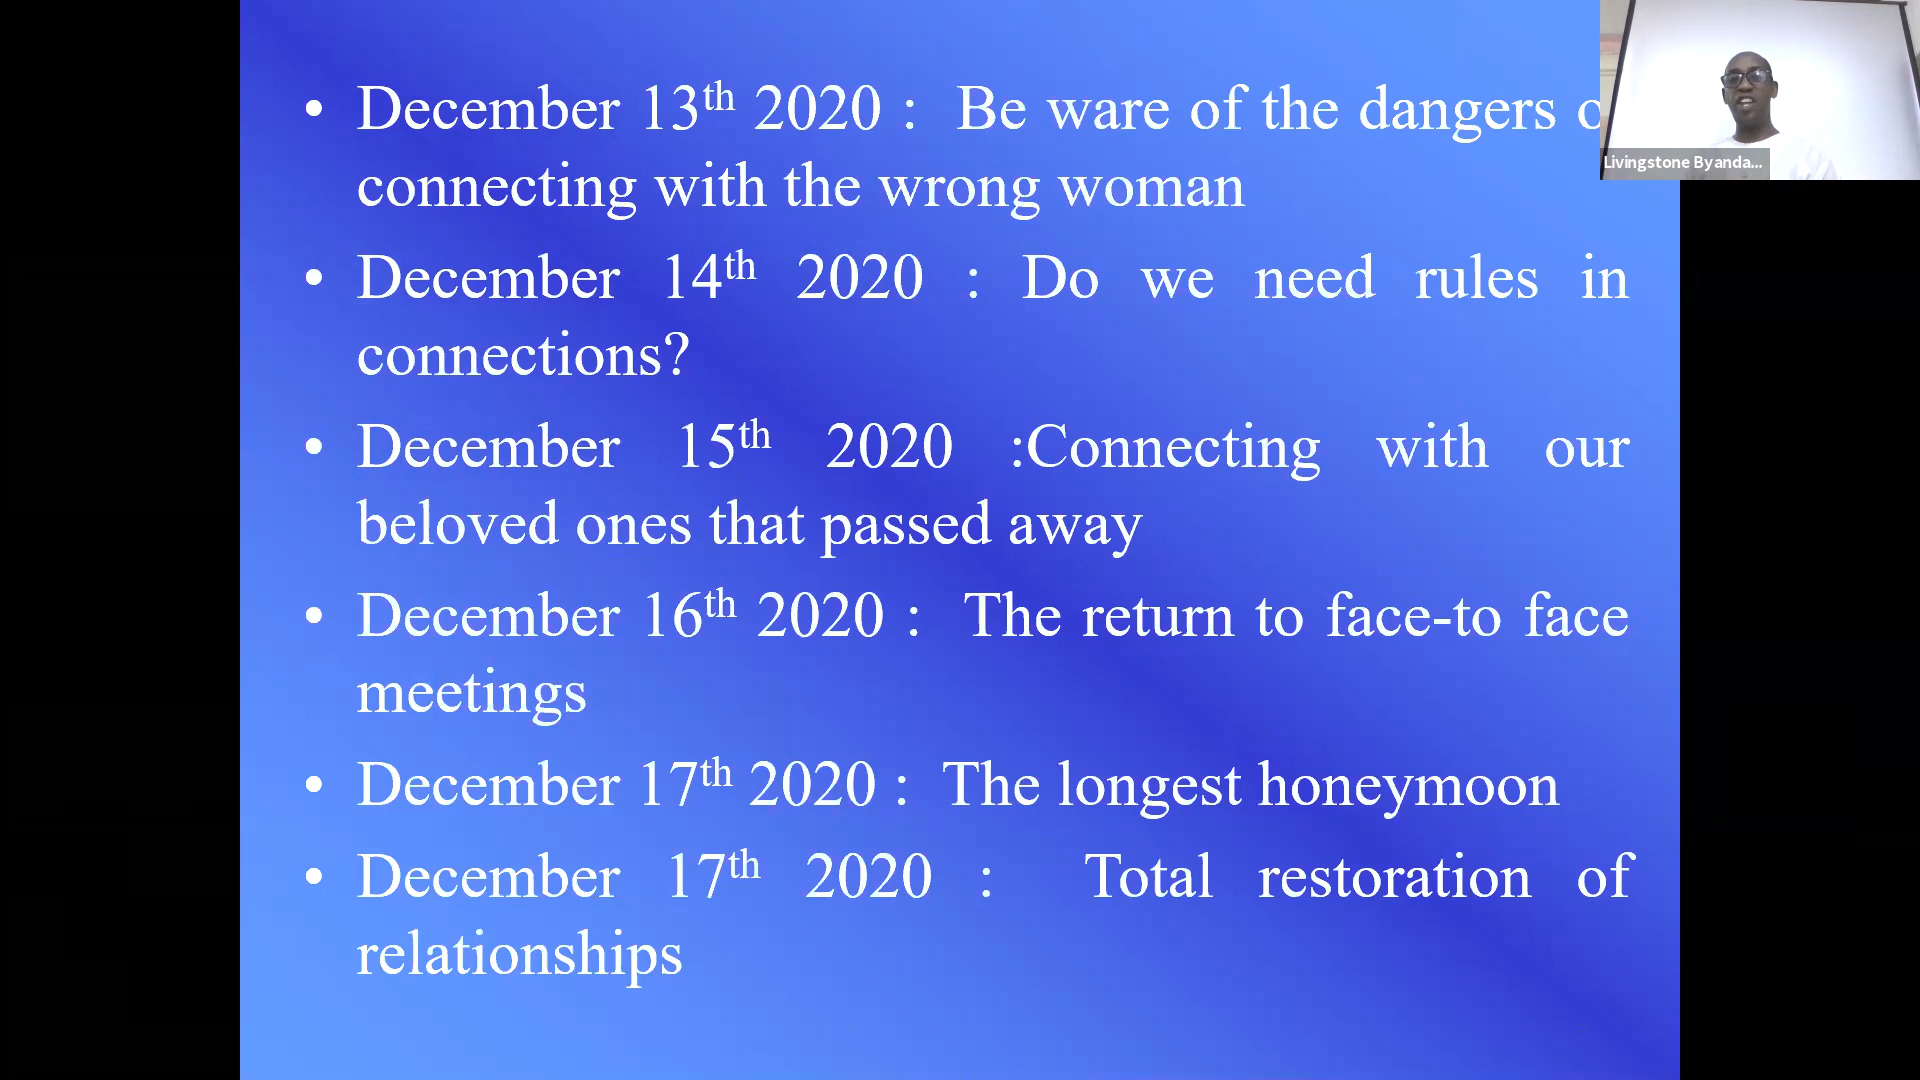 • December 13th 2020 : Be ware of the dangers
connecting with the wrong woman
• December 14th 2020 : Do we need rules in
connections?
• December 15th 2020 :Connecting with our
beloved ones that passed away
• December 16th 2020 : The return to face-to face
meetings
• December 17th 2020 : The longest honeymoon
• December 17th 2020 : Total restoration of
relationships
Livingstone Byanda...